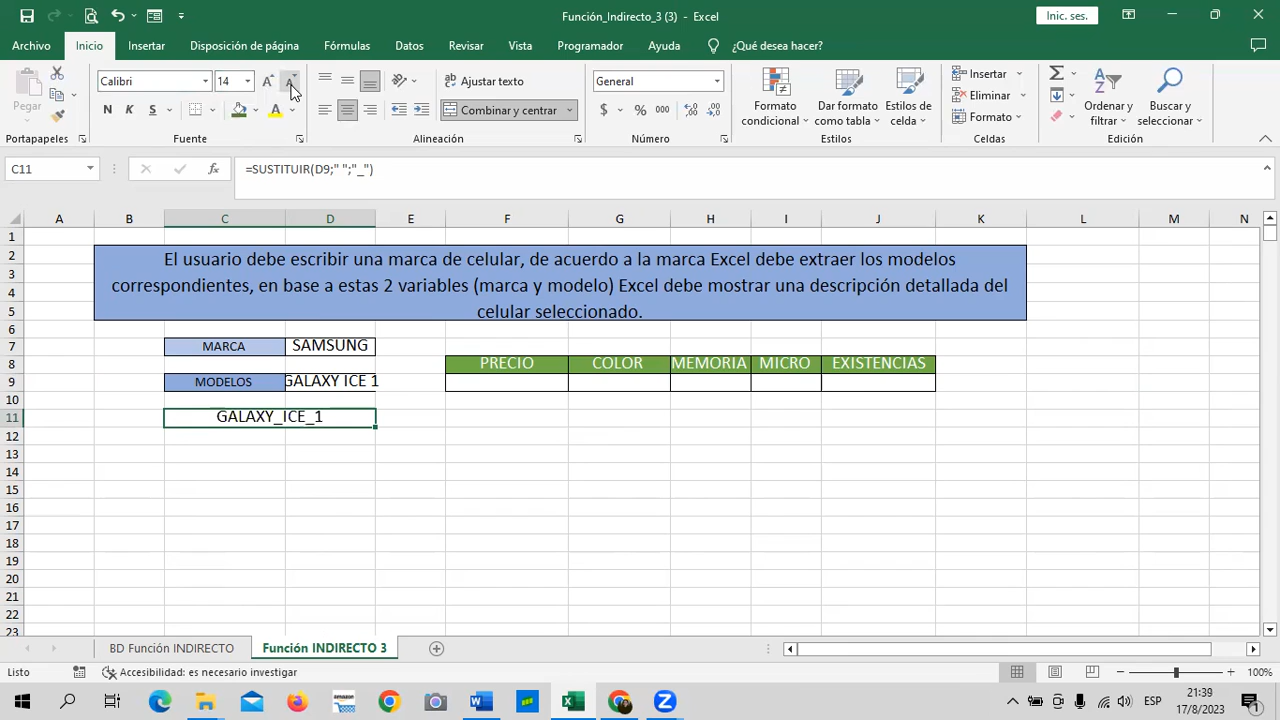 Función_Indirecto_3 (3) - Excel
Inic. ses.
Archivo
Inicio
Insertar
Disposición de página
Fórmulas
Datos
Revisar
Vista
Programador
Ayuda
¿Qué desea hacer?
Pegar
Calibri
14
N K S
Ajustar texto
Combinar y centrar
General
$ % 000
Formato condicional
Dar formato como tabla
Estilos de celda
Insertar
Eliminar
Formato
Ordenar y filtrar
Buscar y seleccionar
Portapapeles
Fuente
Alineación
Número
Estilos
Celdas
Edición
C11
fx
=SUSTITUIR(D9;" ";"_")
A B C D E F G H I J K L M N
1
2
3
4
5
6
7
8
9
10
11
12
13
14
15
16
17
18
19
20
21
22
23
El usuario debe escribir una marca de celular, de acuerdo a la marca Excel debe extraer los modelos
correspondientes, en base a estas 2 variables (marca y modelo) Excel debe mostrar una descripción detallada del
celular seleccionado.
MARCA SAMSUNG
PRECIO COLOR MEMORIA MICRO EXISTENCIAS
MODELOS GALAXY ICE 1
GALAXY_ICE_1
BD Función INDIRECTO
Función INDIRECTO 3
Listo
Accesibilidad: es necesario investigar
100%
ESP
21:39
17/8/2023